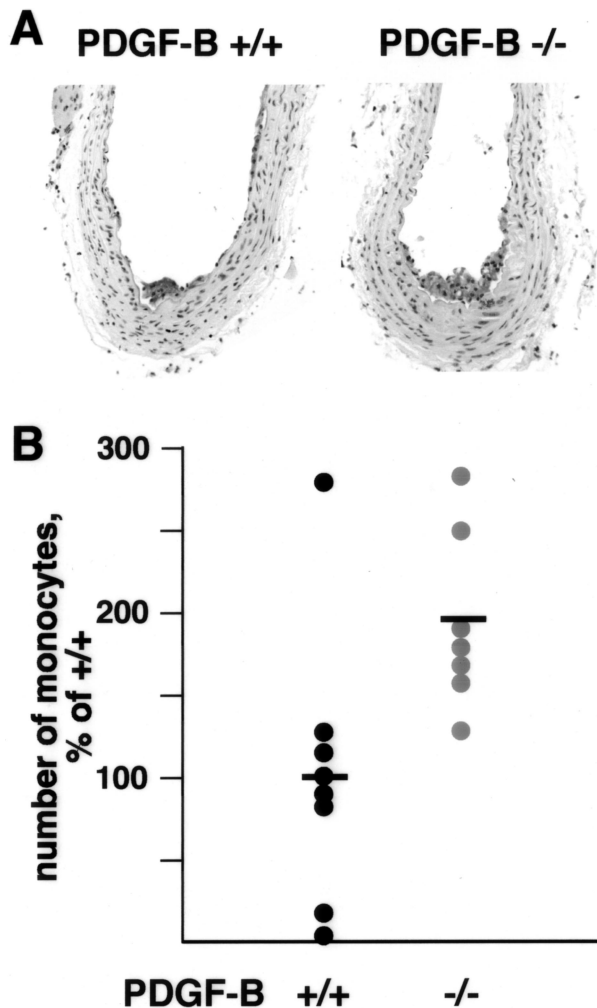 A
PDGF-B +/+ PDGF-B -/-
B
number of monocytes,
% of +/+
300
200
100
PDGF-B +/+ -/-